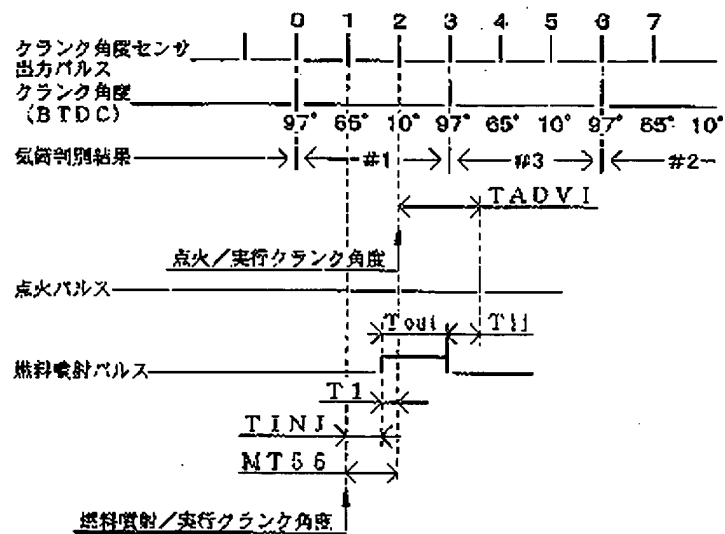 0 1 2 3 4 5 6 7
クランク角度センサ
出力パルス
クランク角度
(BTDC)
97° 65° 10° 97° 65° 10° 97° 65° 10°
気筒判別結果 #1 #3 #2
TADVI
点火/実行クランク角度
点火パルス
Tout
燃料噴射パルス
T1
TINJ
MT55
燃料噴射/実行クランク角度